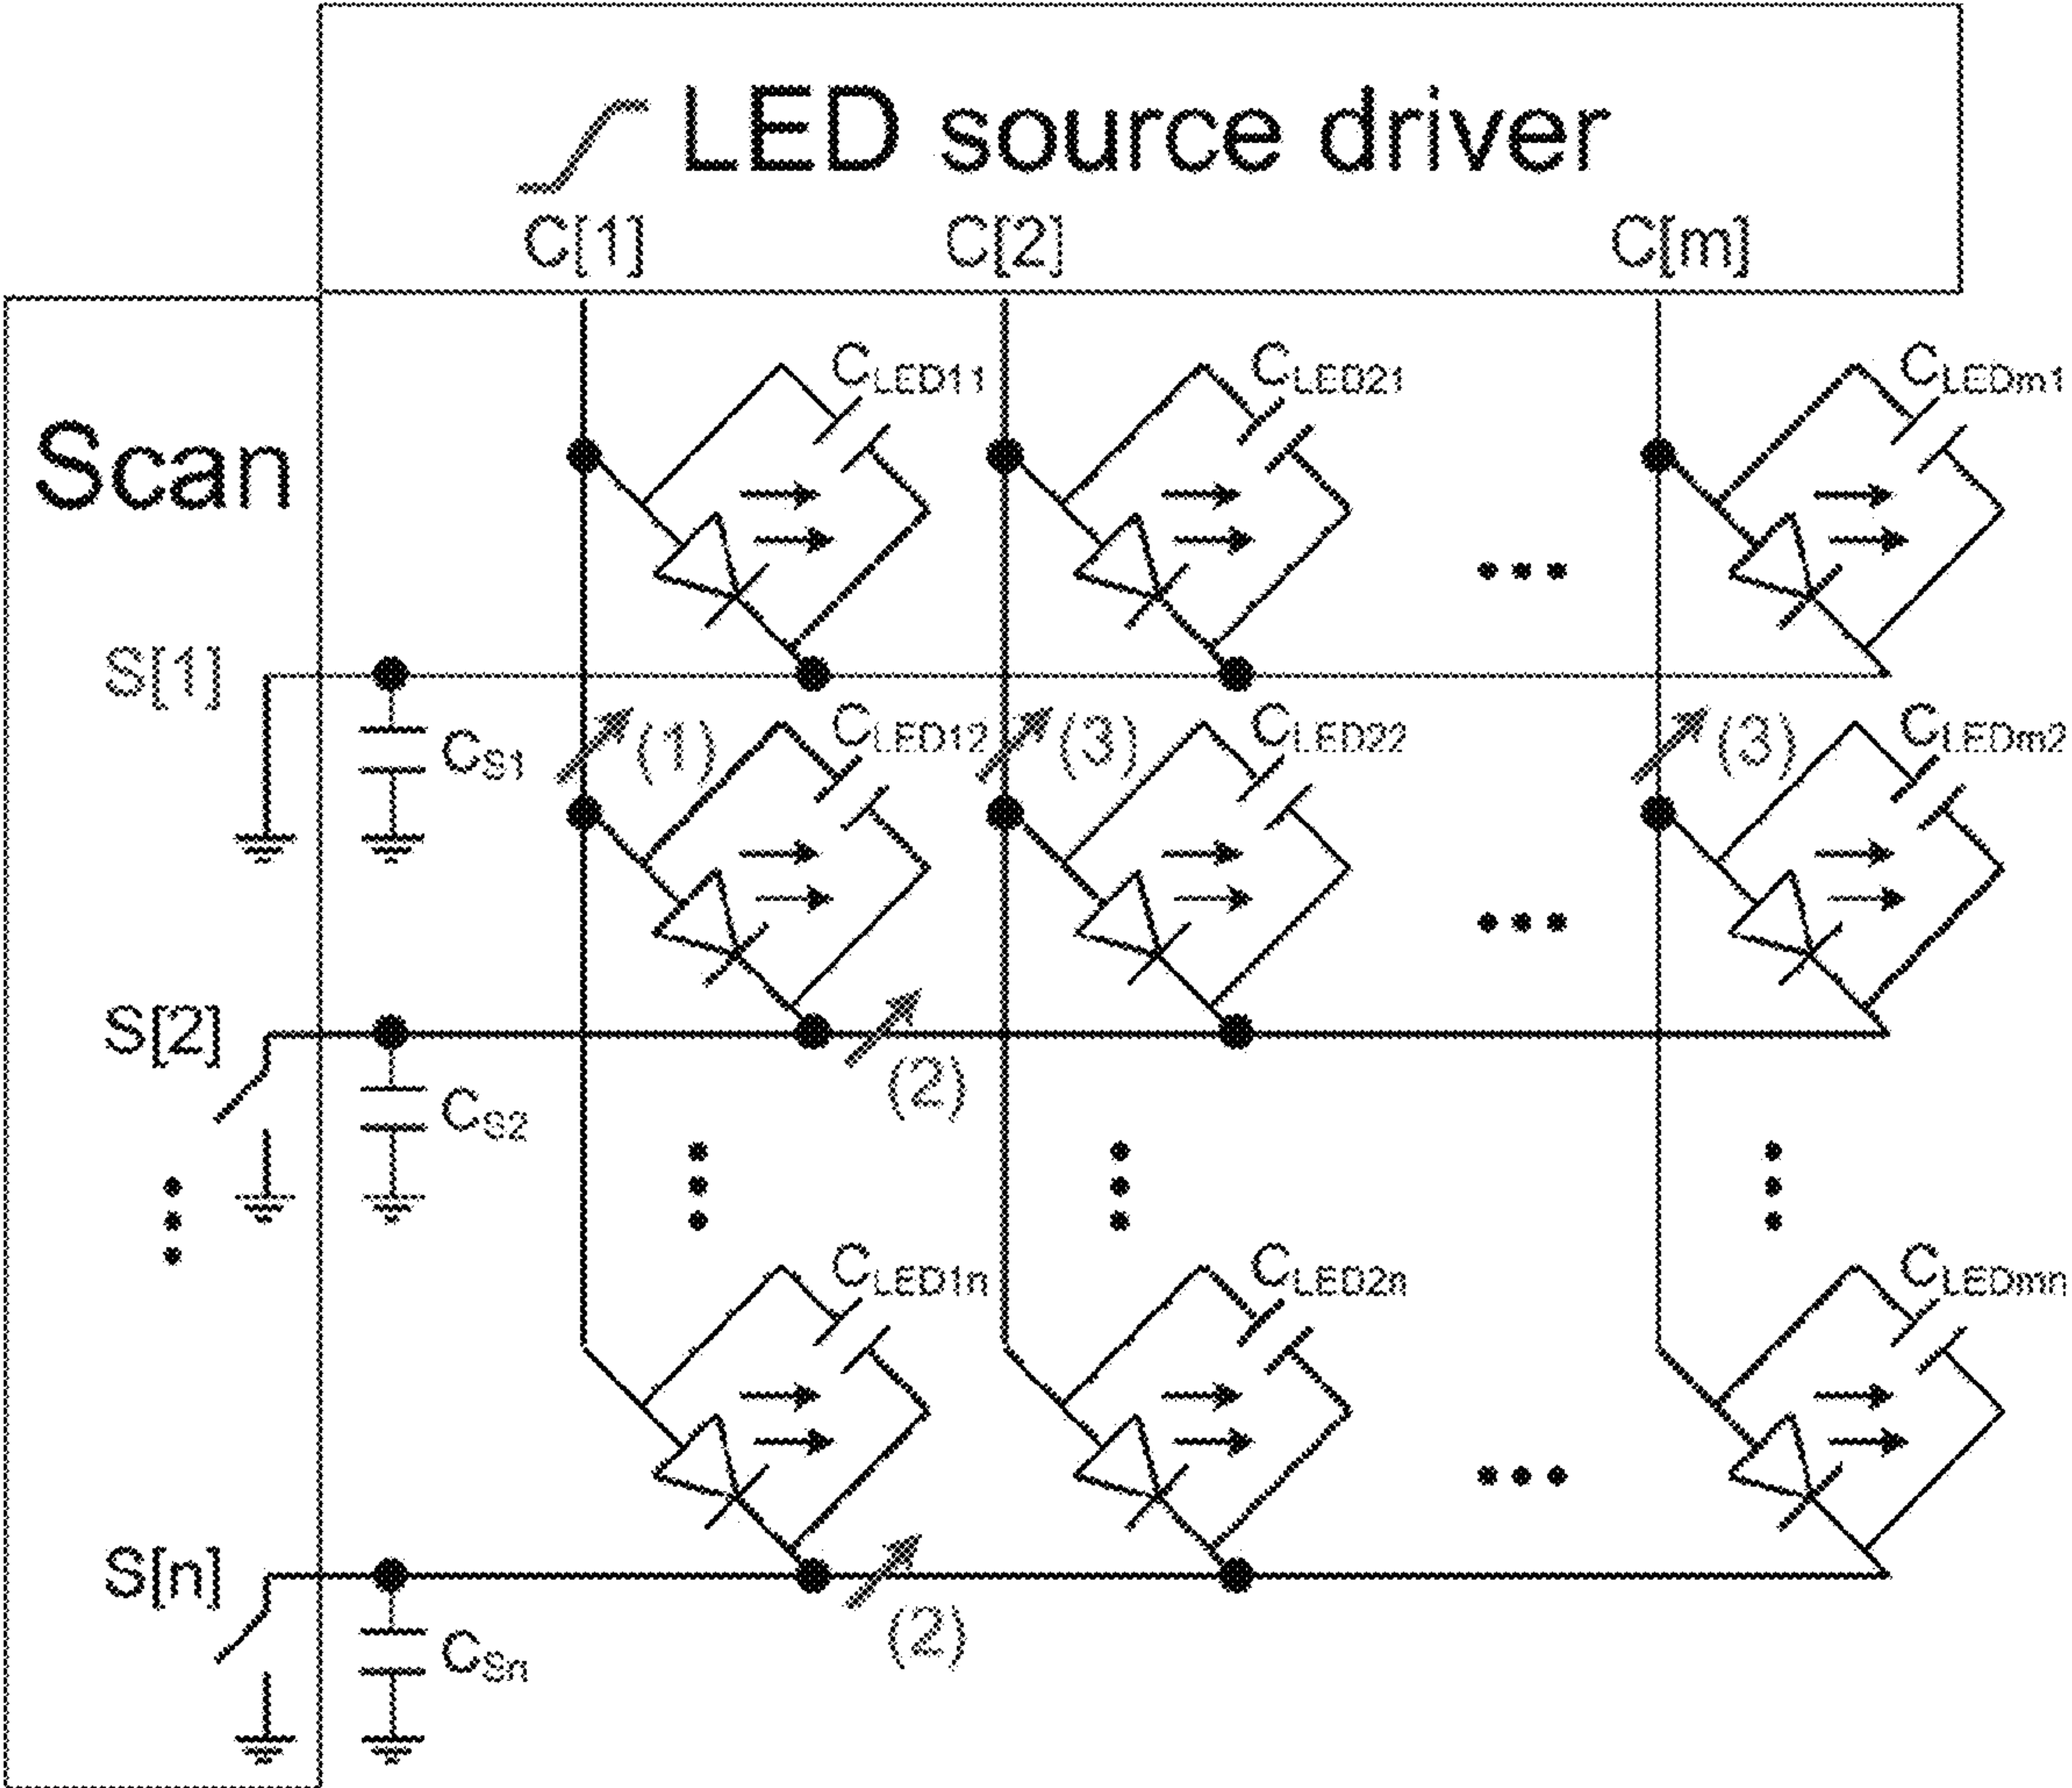 LED source driver
C[1] C[2] C[m]
Scan
CLED11 CLED21 CLEDm1
S[1]
CS1 (1) CLED12 (3) CLED22 (3) CLEDm2
S[2]
CS2 (2)
CLED1n CLED2n CLEDmn
S[n]
CSn (2)